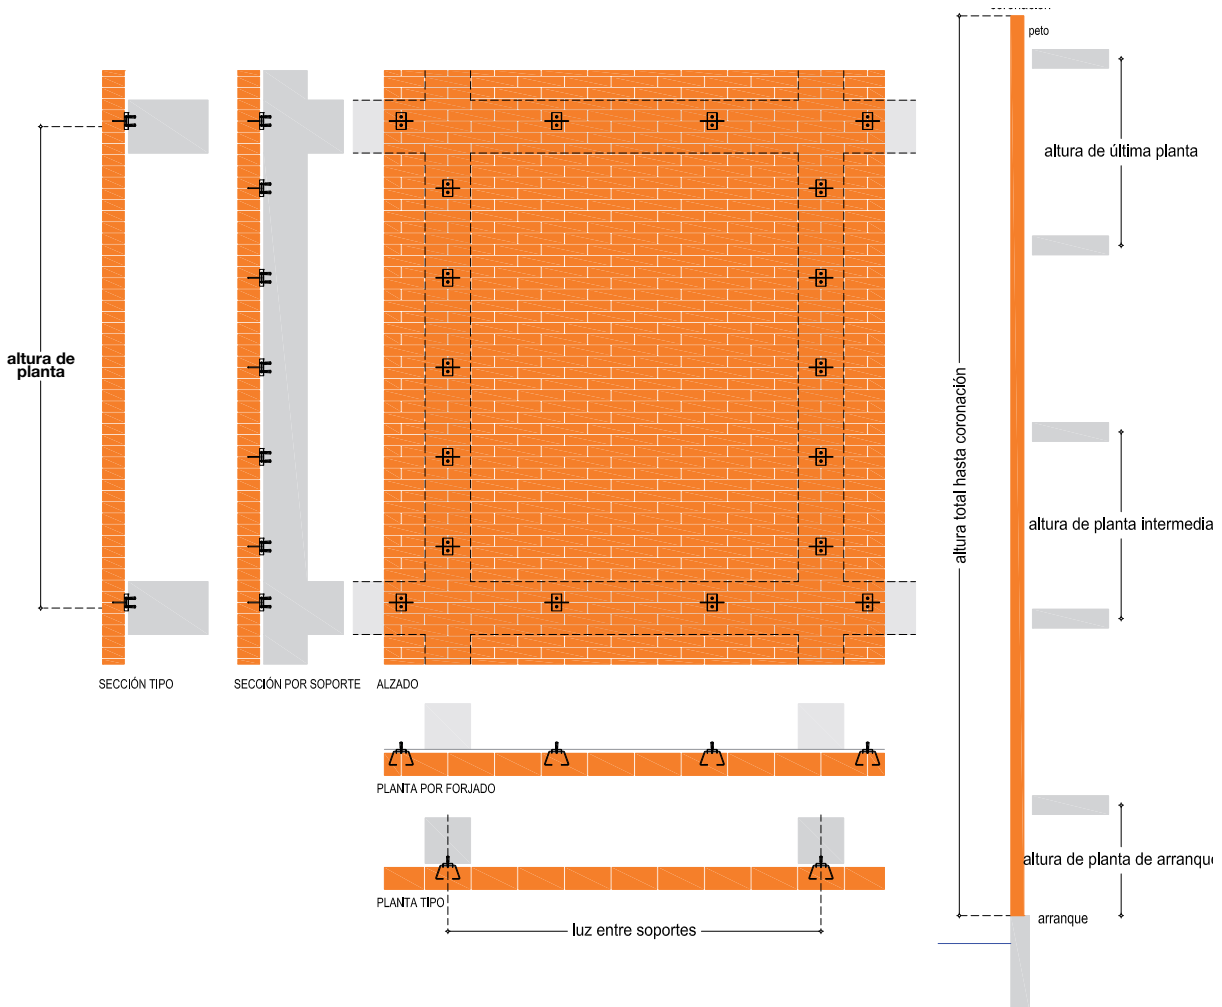 peto
altura de última planta
altura de
planta
altura total hasta coronación
altura de planta intermedia
SECCIÓN TIPO
SECCIÓN POR SOPORTE
ALZADO
PLANTA POR FORJADO
altura de planta de arranque
PLANTA TIPO
arranque
luz entre soportes